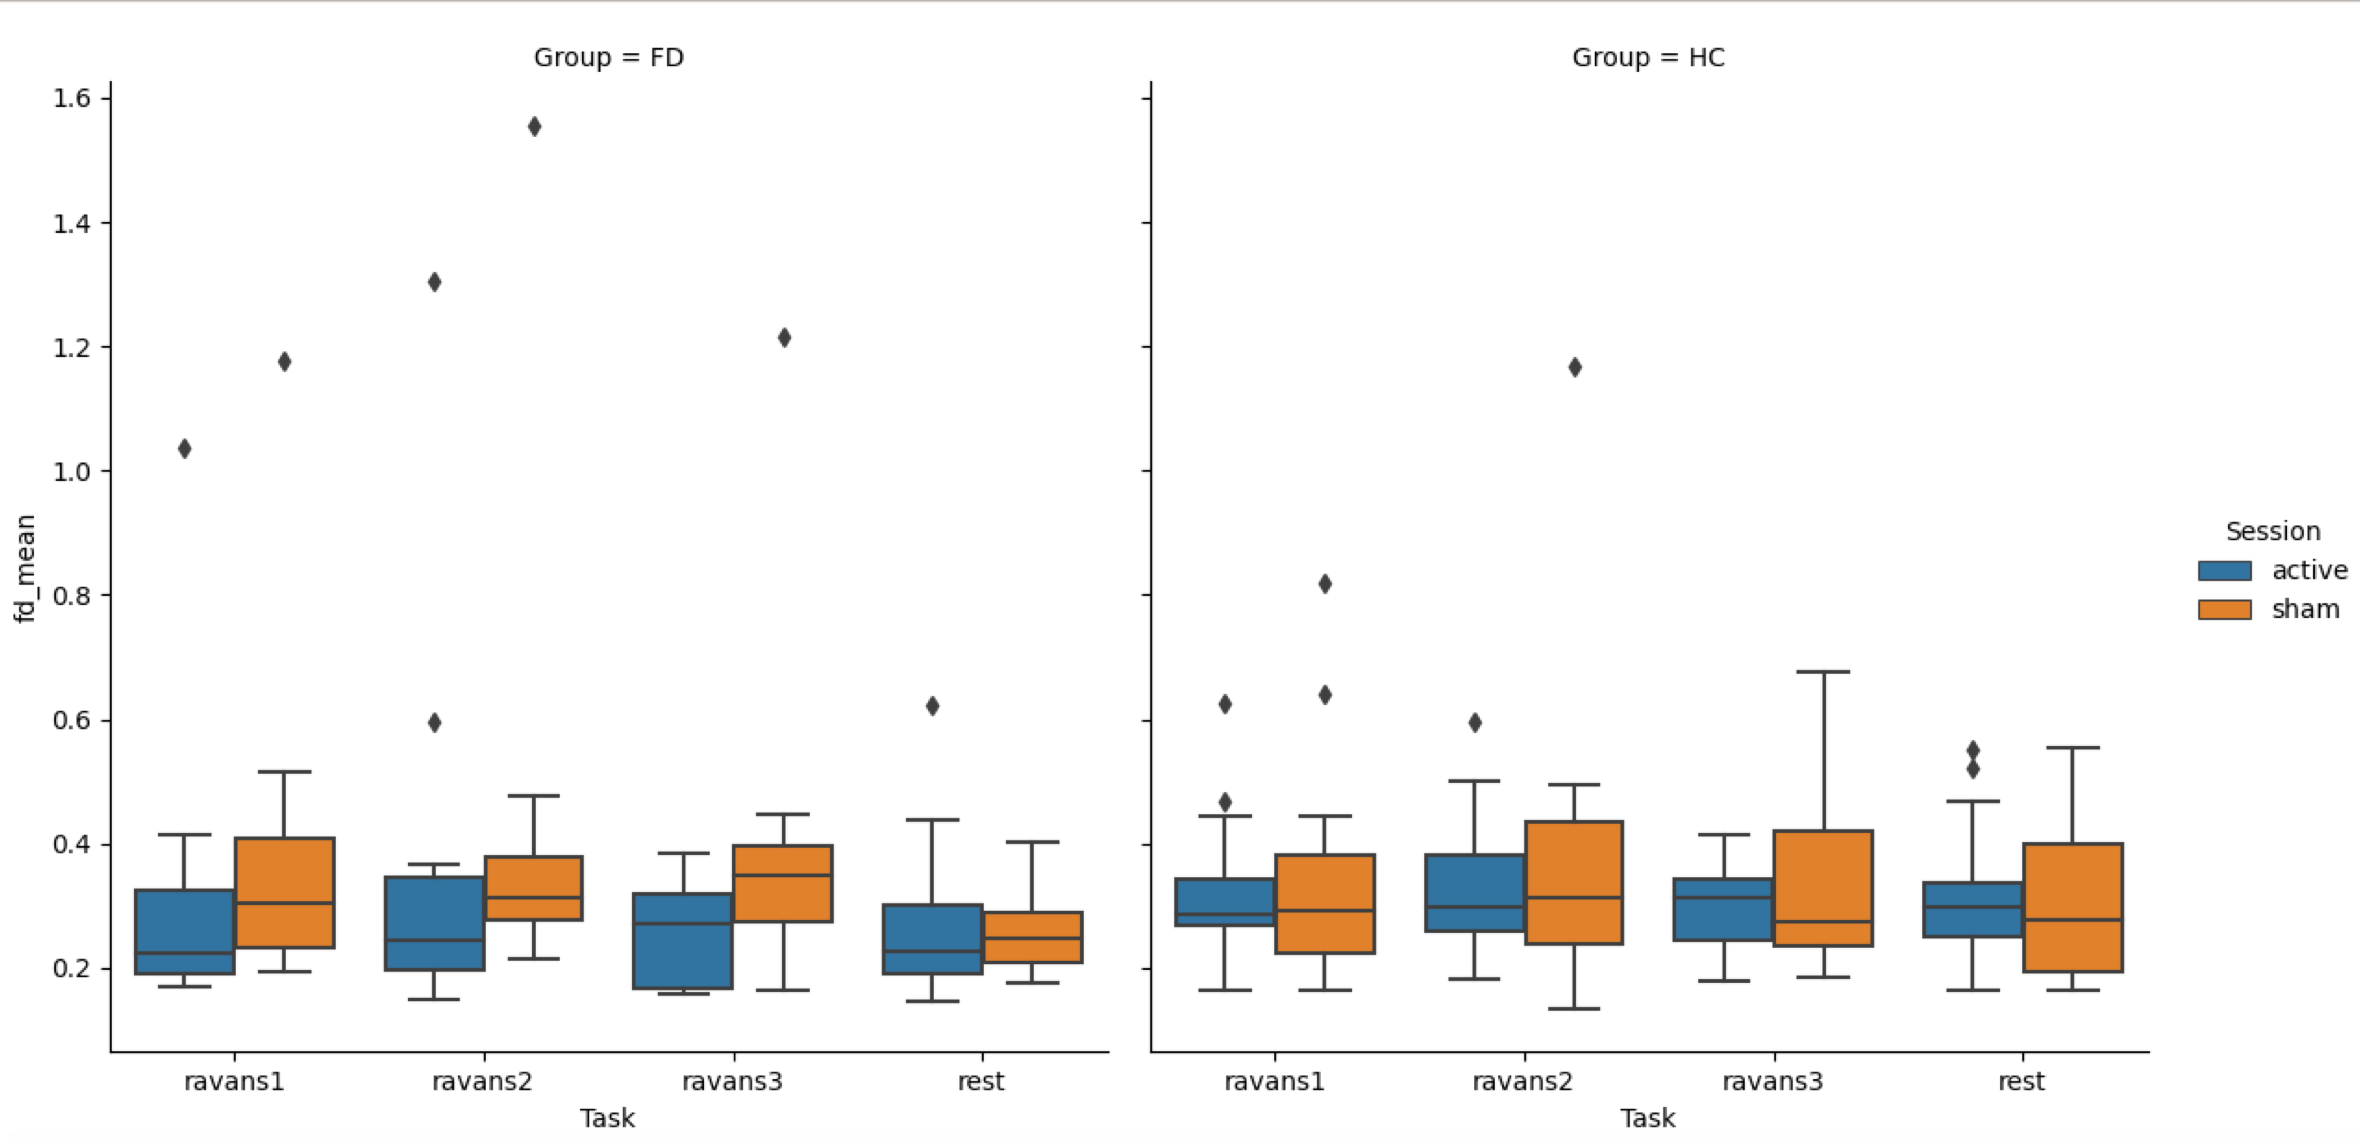 Group = FD
Group = HC
1.6
1.4
1.2
1.0
0.8
0.6
0.4
0.2
fd_mean
ravans1
ravans2
ravans3
rest
Task
ravans1
ravans2
ravans3
rest
Task
Session
active
sham